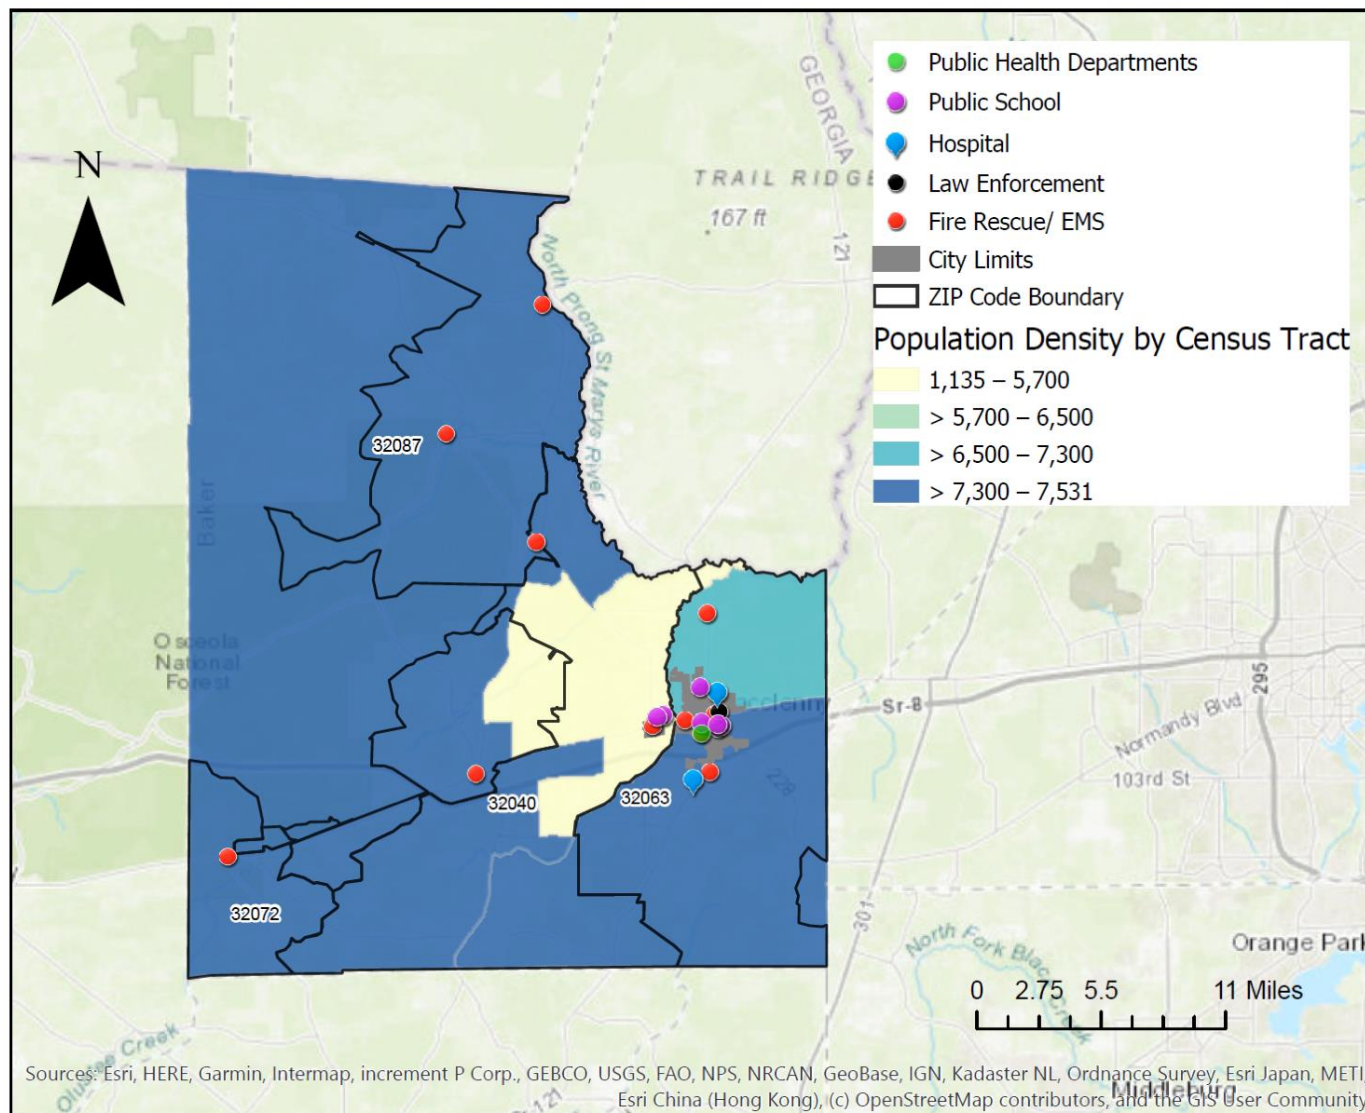 N
GEORGIA
TRAIL RIDGE
167 ft
121
Public Health Departments
Public School
Hospital
Law Enforcement
Fire Rescue/ EMS
City Limits
ZIP Code Boundary
Population Density by Census Tract
1,135 – 5,700
> 5,700 – 6,500
> 6,500 – 7,300
> 7,300 – 7,531
North Prong St Marys River
32087
Baker
Osceola
National
Forest
295
Sr-8
Normandy Blvd
103rd St
228
32040
32063
32072
301
North Fork Black Creek
Orange Park
0 2.75 5.5 11 Miles
Olustee Creek
Sources: Esri, HERE, Garmin, Intermap, increment P Corp., GEBCO, USGS, FAO, NPS, NRCAN, GeoBase, IGN, Kadaster NL, Ordnance Survey, Esri Japan, METI,
Esri China (Hong Kong), (c) OpenStreetMap contributors, and the GIS User Community
Middleburg
121